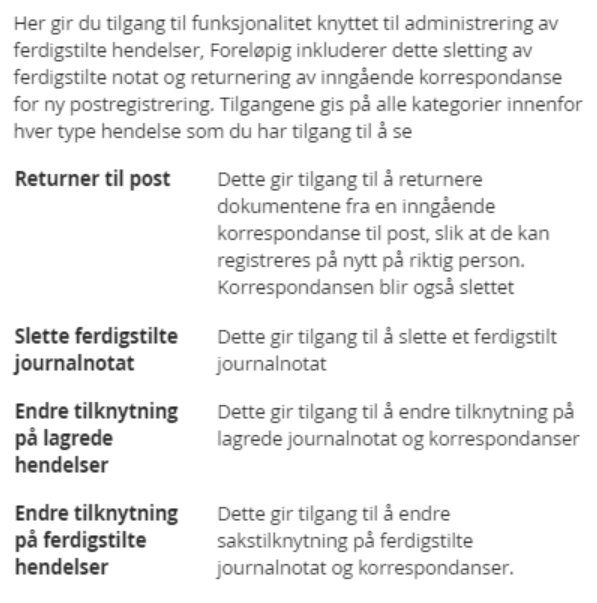 Her gir du tilgang til funksjonalitet knyttet til administrering av
ferdigstilte hendelser, Foreløpig inkluderer dette sletting av
ferdigstilte notat og returnering av inngående korrespondanse
for ny postregistrering. Tilgangene gis på alle kategorier innenfor
hver type hendelse som du har tilgang til å se
Returner til post
Dette gir tilgang til å returnere
dokumentene fra en inngående
korrespondanse til post, slik at de kan
registreres på nytt på riktig person.
Korrespondansen blir også slettet
Slette ferdigstilte
journalnotat
Dette gir tilgang til å slette et ferdigstilt
journalnotat
Endre tilknytning
på lagrede
hendelser
Dette gir tilgang til å endre tilknytning på
lagrede journalnotat og korrespondanser
Endre tilknytning
på ferdigstilte
hendelser
Dette gir tilgang til å endre
sakstilknytning på ferdigstilte
journalnotat og korrespondanser.